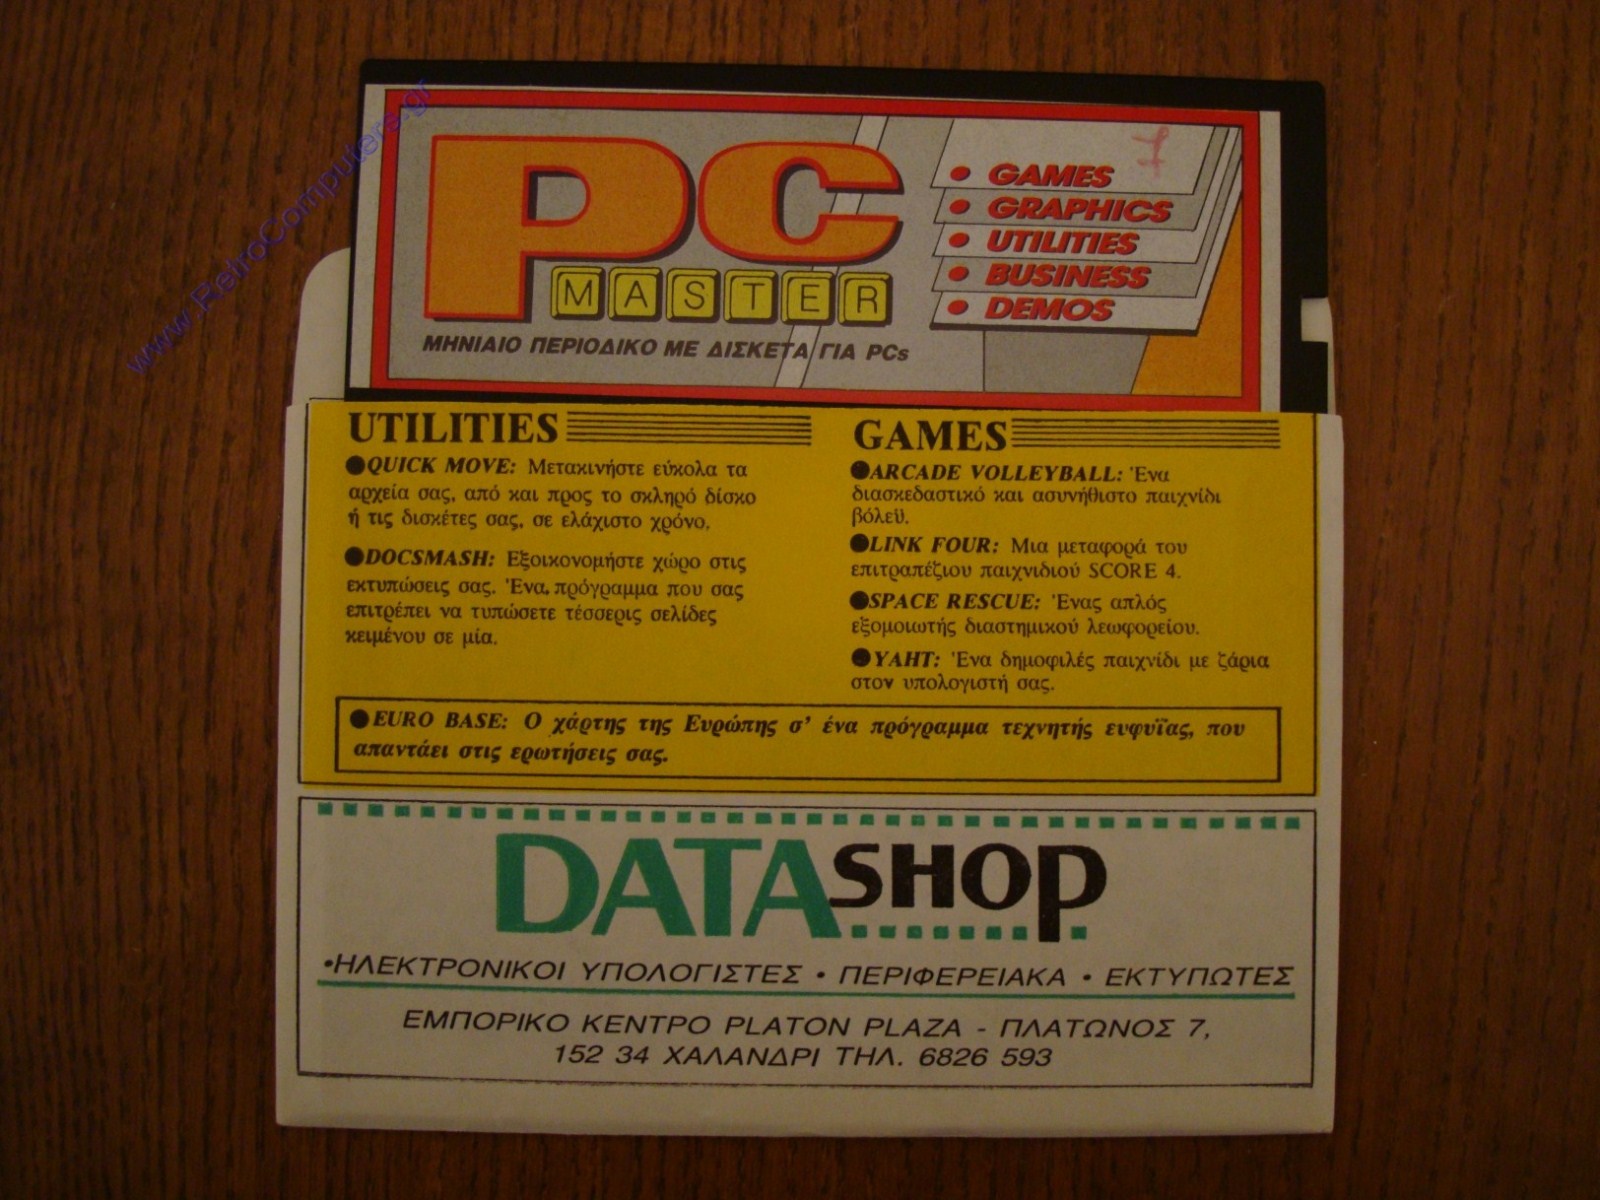 www.RetroComputers.gr
PC
MASTER
ΜΗΝΙΑΙΟ ΠΕΡΙΟΔΙΚΟ ΜΕ ΔΙΣΚΕΤΑ ΓΙΑ PCs
• GAMES
• GRAPHICS
• UTILITIES
• BUSINESS
• DEMOS
UTILITIES
●QUICK MOVE: Μετακινήστε εύκολα τα
αρχεία σας, από και προς το σκληρό δίσκο
ή τις δισκέτες σας, σε ελάχιστο χρόνο.
●DOCSMASH: Εξοικονομήστε χώρο στις
εκτυπώσεις σας. Ένα πρόγραμμα που σας
επιτρέπει να τυπώσετε τέσσερις σελίδες
κειμένου σε μία.
GAMES
●ARCADE VOLLEYBALL: Ένα
διασκεδαστικό και ασυνήθιστο παιχνίδι
βόλεϋ.
●LINK FOUR: Μια μεταφορά του
επιτραπέζιου παιχνιδιού SCORE 4.
●SPACE RESCUE: Ένας απλός
εξομοιωτής διαστημικού λεωφορείου.
●YAHT: Ένα δημοφιλές παιχνίδι με ζάρια
στον υπολογιστή σας.
●EURO BASE: Ο χάρτης της Ευρώπης σ' ένα πρόγραμμα τεχνητής ευφυΐας, που
απαντάει στις ερωτήσεις σας.
DATASHOP
•ΗΛΕΚΤΡΟΝΙΚΟΙ ΥΠΟΛΟΓΙΣΤΕΣ • ΠΕΡΙΦΕΡΕΙΑΚΑ • ΕΚΤΥΠΩΤΕΣ
ΕΜΠΟΡΙΚΟ ΚΕΝΤΡΟ PLATON PLAZA - ΠΛΑΤΩΝΟΣ 7,
152 34 ΧΑΛΑΝΔΡΙ ΤΗΛ. 6826 593